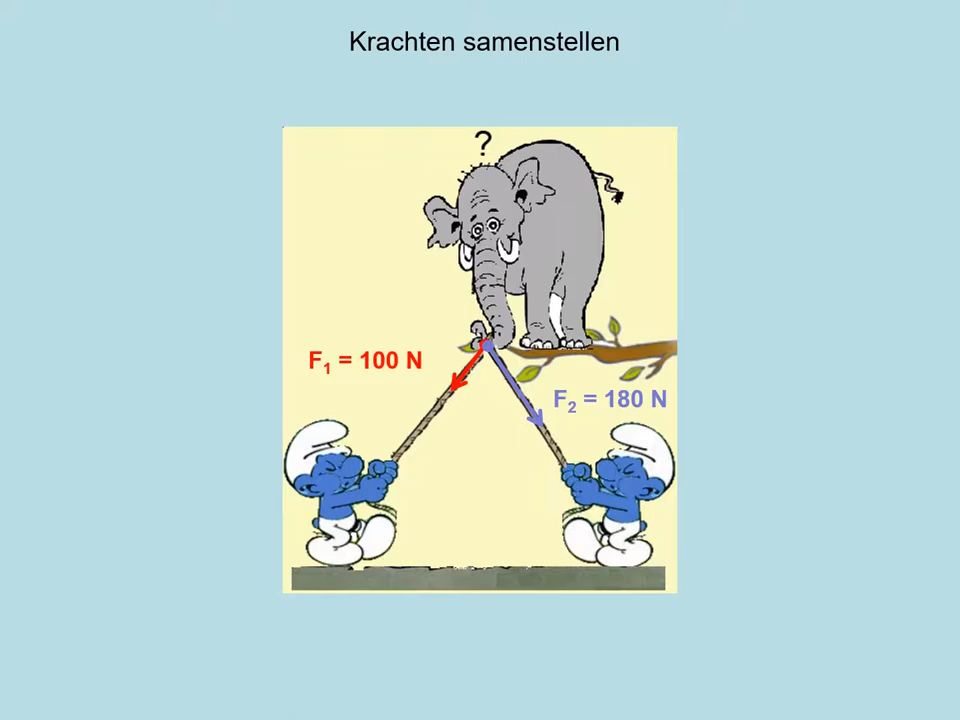 Krachten samenstellen
?
F₁ = 100 N
F₂ = 180 N